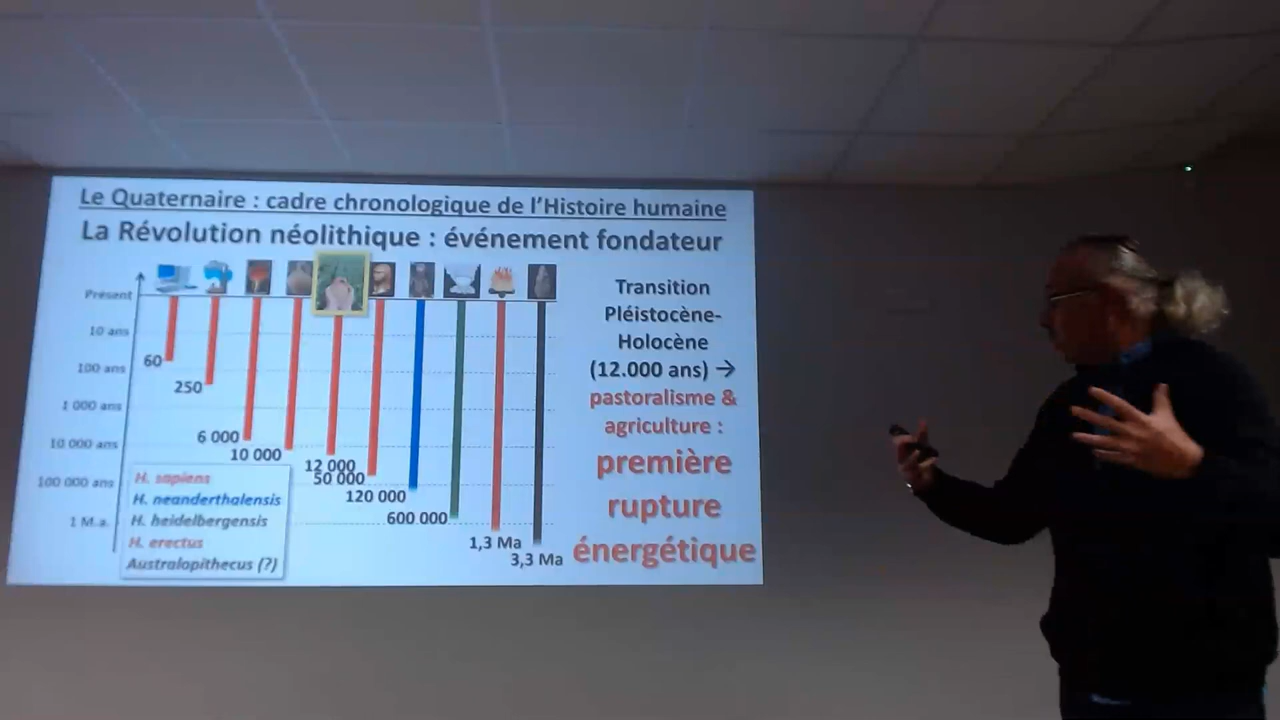 Le Quaternaire : cadre chronologique de l'Histoire humaine
La Révolution néolithique : événement fondateur
Présent
10 ans
100 ans
1 000 ans
10 000 ans
100 000 ans
1 M.a.
60
250
6 000
10 000
12 000
50 000
120 000
600 000
1,3 Ma
3,3 Ma
H. sapiens
H. neanderthalensis
H. heidelbergensis
H. erectus
Australopithecus (?)
Transition
Pléistocène-
Holocène
(12.000 ans) →
pastoralisme &
agriculture :
première
rupture
énergétique